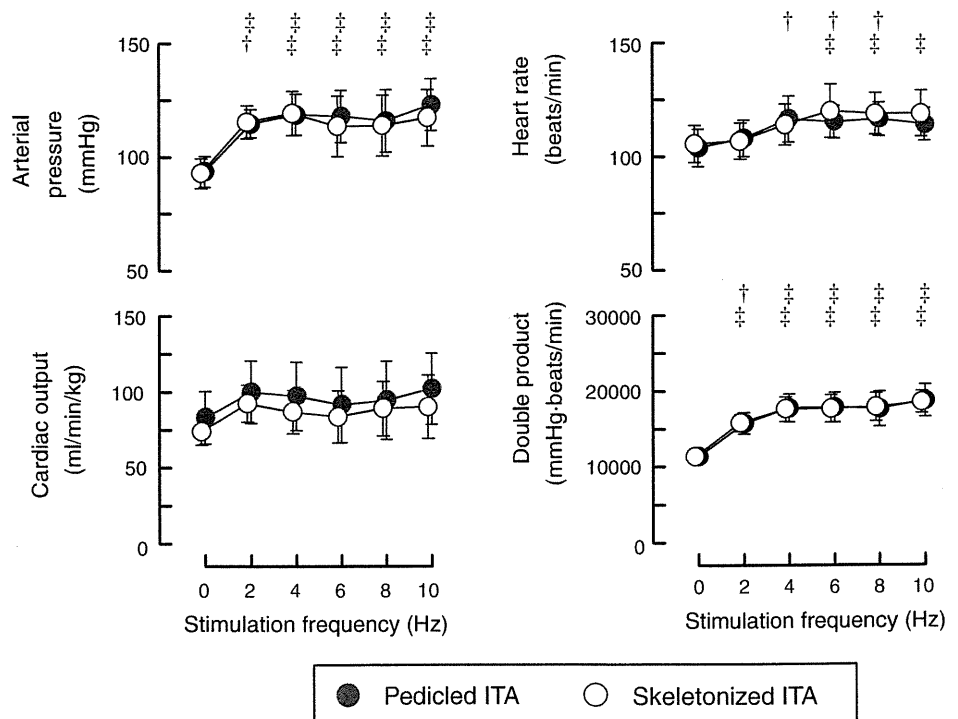 ‡ ‡ ‡ ‡ ‡
† ‡ ‡ ‡ ‡
Arterial
pressure
(mmHg)
150
100
50
† † †
‡ ‡ ‡
Heart rate
(beats/min)
150
100
50
Cardiac output
(ml/min/kg)
150
100
50
0
0 2 4 6 8 10
Stimulation frequency (Hz)
† ‡ ‡ ‡ ‡
‡ ‡ ‡ ‡ ‡
Double product
(mmHg·beats/min)
30000
20000
10000
0
0 2 4 6 8 10
Stimulation frequency (Hz)
Pedicled ITA Skeletonized ITA